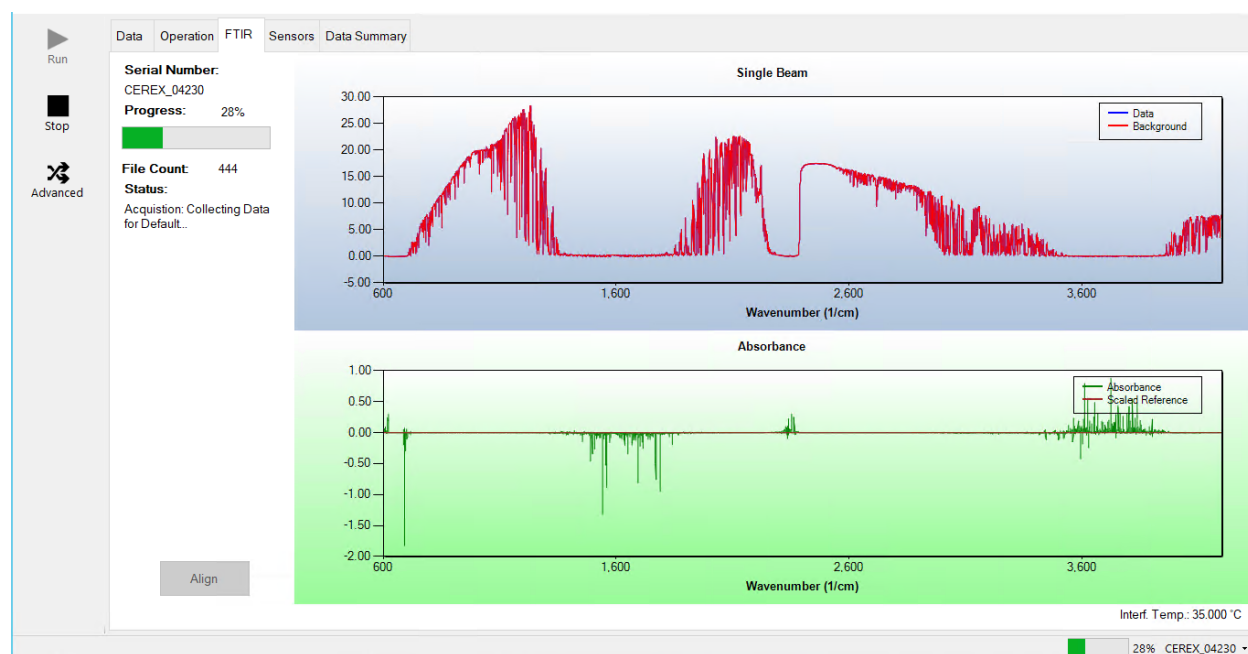 Run
Stop
Advanced
Data Operation FTIR Sensors Data Summary
Serial Number:
CEREX_04230
Progress: 28%
File Count: 444
Status:
Acquistion: Collecting Data
for Default...
Align
Single Beam
30.00
25.00
20.00
15.00
10.00
5.00
0.00
-5.00
600 1,600 2,600 3,600
Wavenumber (1/cm)
Data
Background
Absorbance
1.00
0.50
0.00
-0.50
-1.00
-1.50
-2.00
600 1,600 2,600 3,600
Wavenumber (1/cm)
Absorbance
Scaled Reference
Interf. Temp.: 35.000 °C
28% CEREX_04230